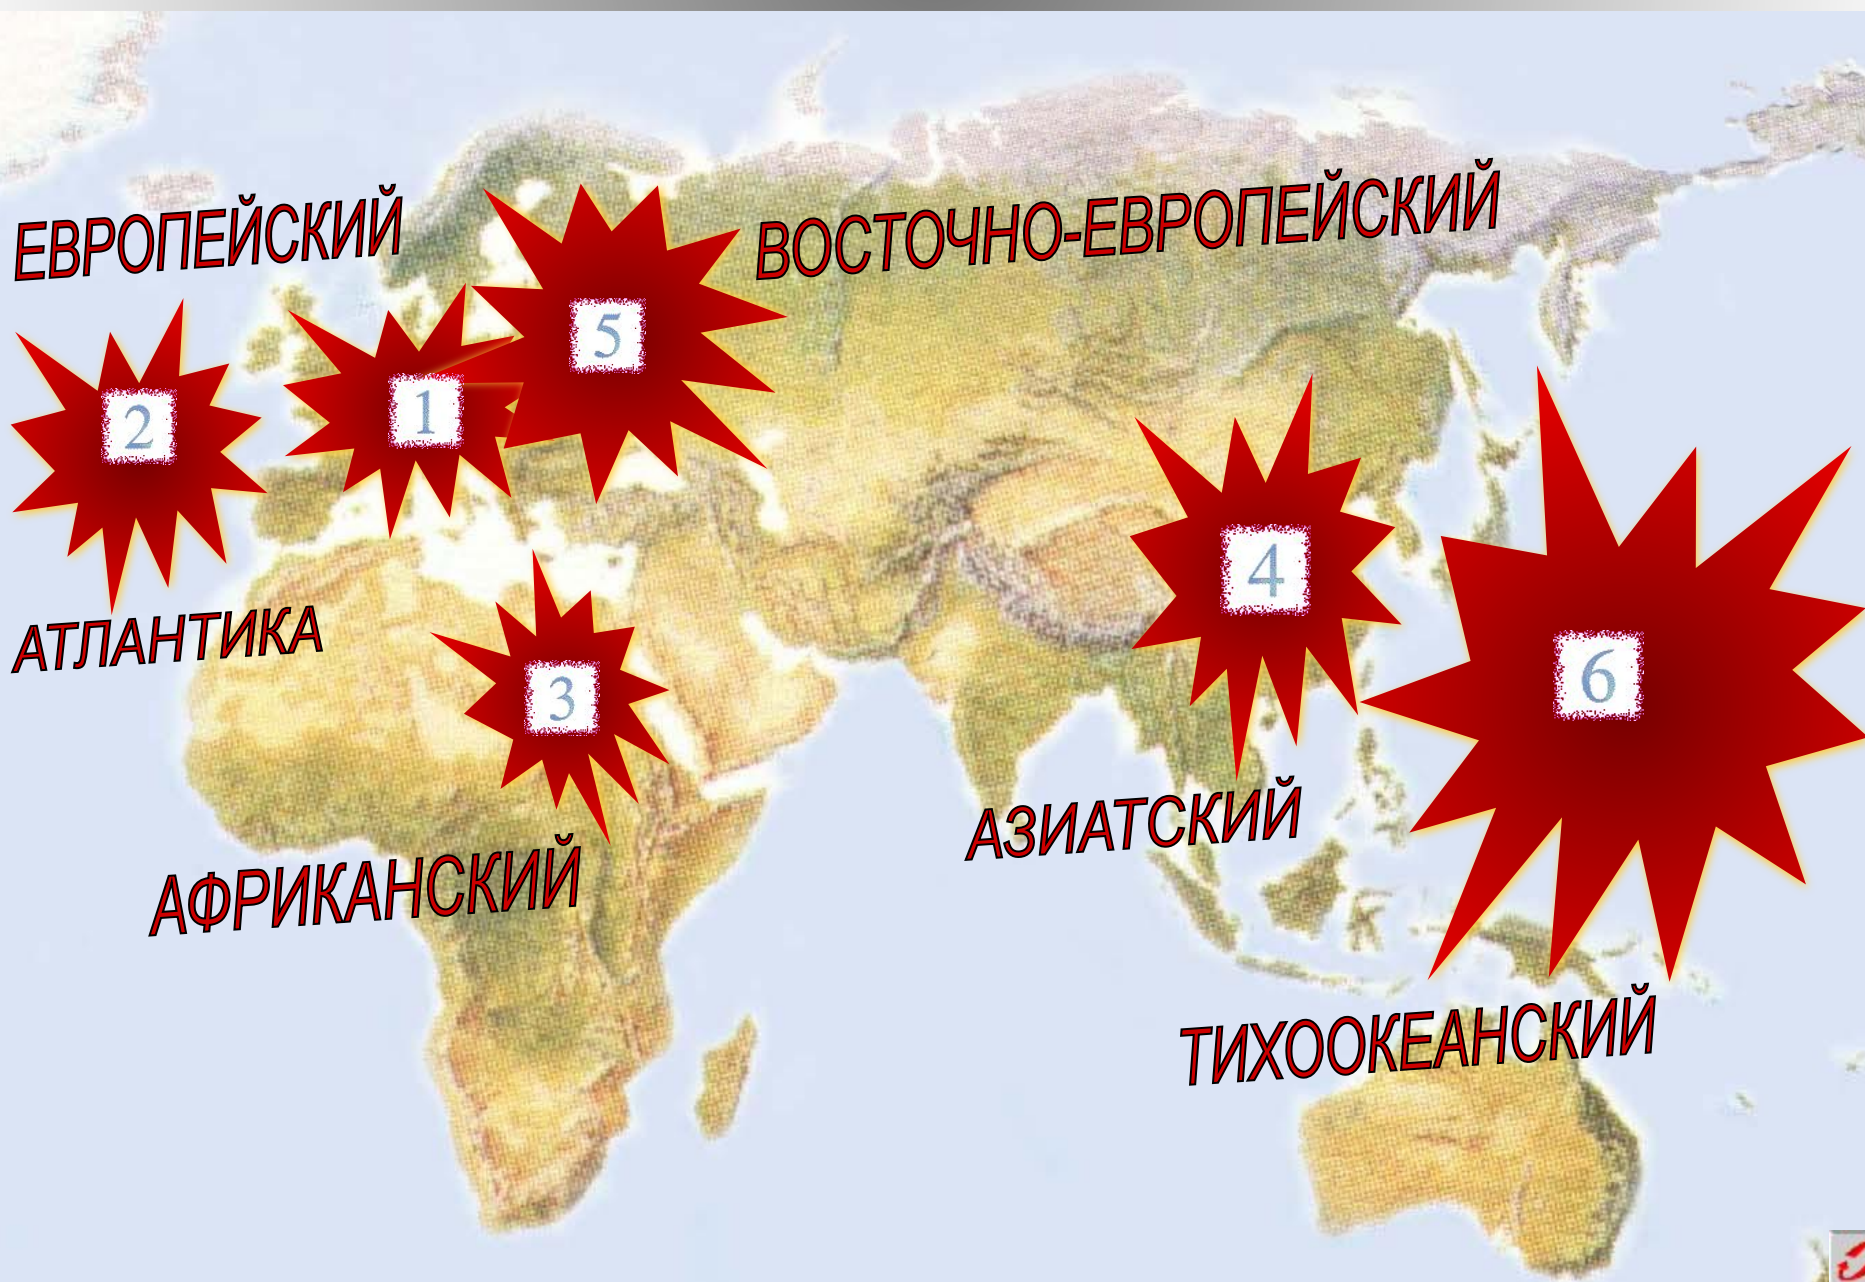 ЕВРОПЕЙСКИЙ
ВОСТОЧНО-ЕВРОПЕЙСКИЙ
5
1
2
4
АТЛАНТИКА
3
6
АЗИАТСКИЙ
АФРИКАНСКИЙ
ТИХООКЕАНСКИЙ